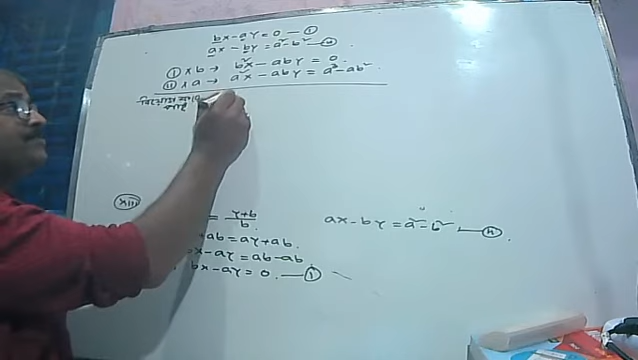 bx-ay=0 —(i)
ax-by=a²-b² —(ii)
(i)×b→ b²x-aby=0.
(ii)×a→ a²x-aby=a³-ab².
(xiii) = y+b/b
+ab=ay+ab.
x-ay=ab-ab.
bx-ay=0. —(i)
ax-by=a²-b² —(ii).